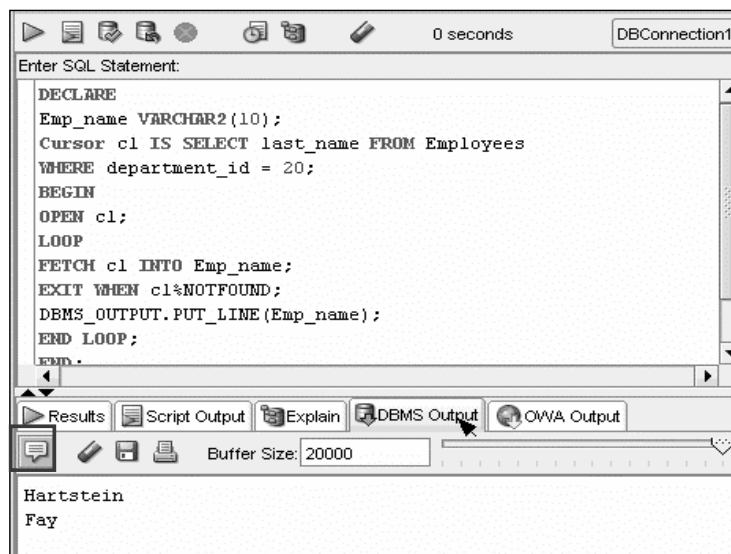 0 seconds
DBConnection1
Enter SQL Statement:
DECLARE
Emp_name VARCHAR2(10);
Cursor c1 IS SELECT last_name FROM Employees
WHERE department_id = 20;
BEGIN
OPEN c1;
LOOP
FETCH c1 INTO Emp_name;
EXIT WHEN c1%NOTFOUND;
DBMS_OUTPUT.PUT_LINE(Emp_name);
END LOOP;
END;
Results Script Output Explain DBMS Output OWA Output
Buffer Size: 20000
Hartstein
Fay